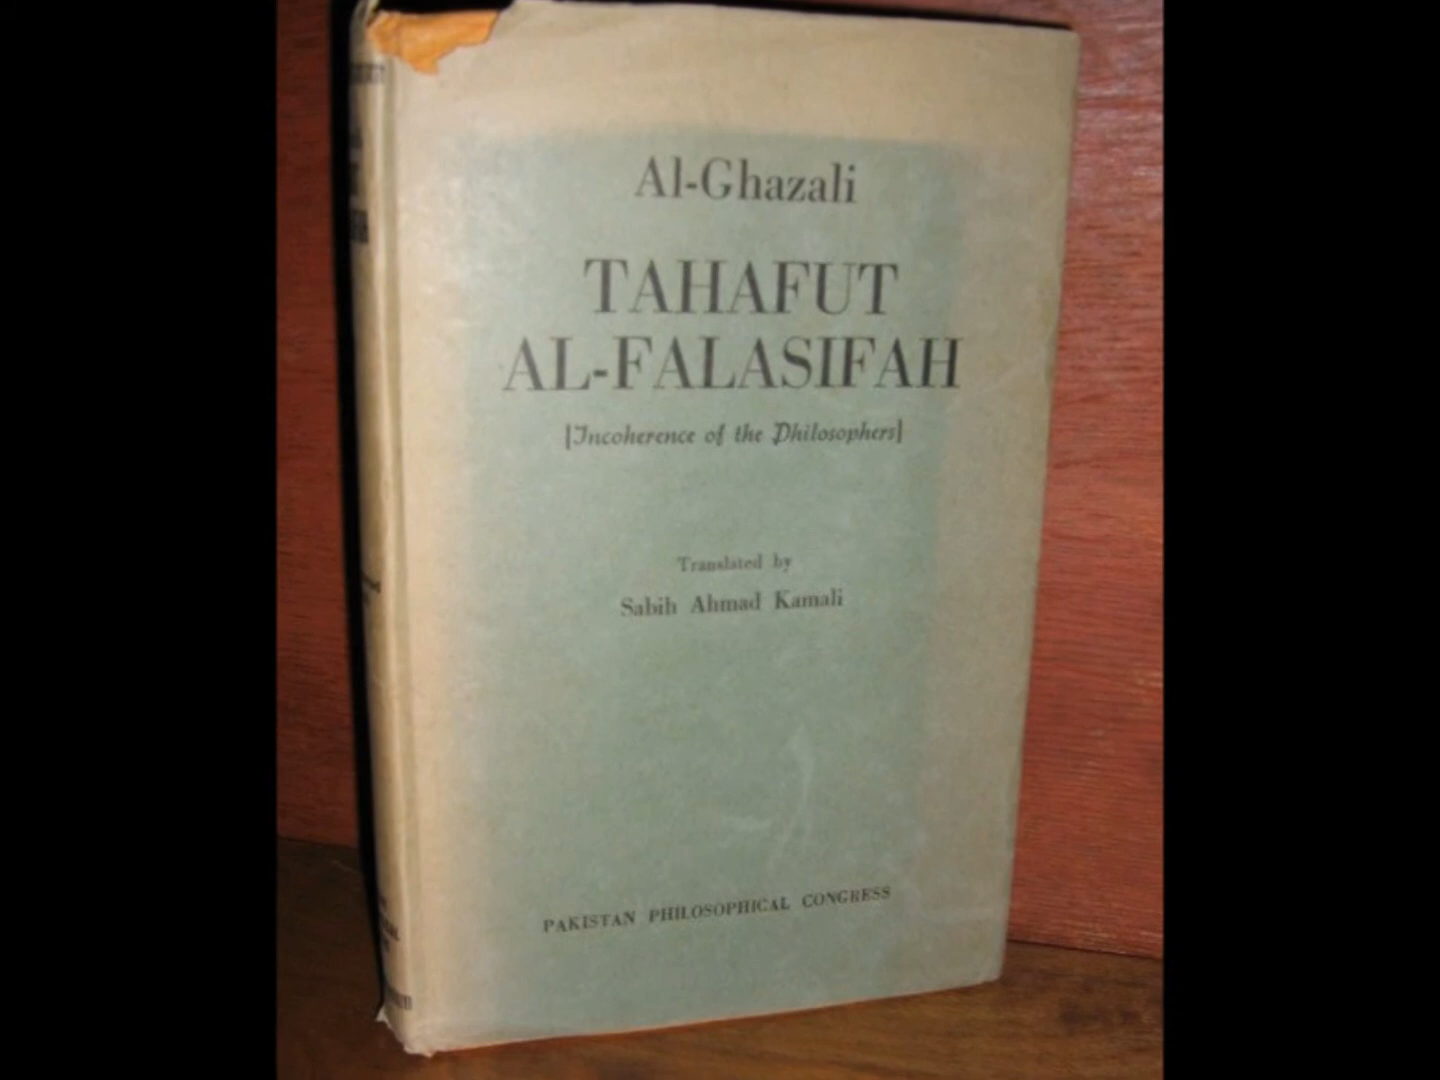 Al-Ghazali
TAHAFUT
AL-FALASIFAH
[Incoherence of the Philosophers]
Translated by
Sabih Ahmad Kamali
PAKISTAN PHILOSOPHICAL CONGRESS